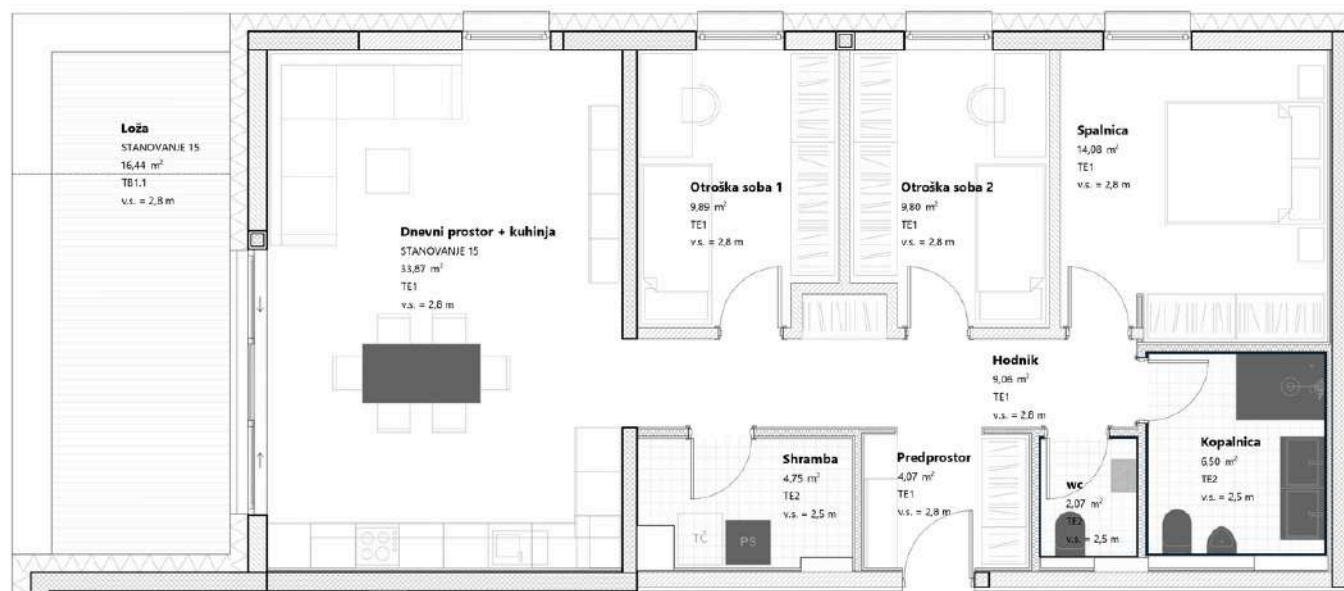 Loža
STANOVANJE 15
16,44 m²
TB1.1
v.s. = 2,8 m
Dnevni prostor + kuhinja
STANOVANJE 15
33,87 m²
TE1
v.s. = 2,8 m
Otroška soba 1
9,89 m²
TE1
v.s. = 2,8 m
Otroška soba 2
9,80 m²
TE1
v.s. = 2,8 m
Spalnica
14,08 m²
TE1
v.s. = 2,8 m
Hodnik
9,06 m²
TE1
v.s. = 2,8 m
Shramba
4,75 m²
TE2
v.s. = 2,5 m
TČ
PS
Predprostor
4,07 m²
TE1
v.s. = 2,8 m
wc
2,07 m²
TE2
v.s. = 2,5 m
Kopalnica
6,50 m²
TE2
v.s. = 2,5 m